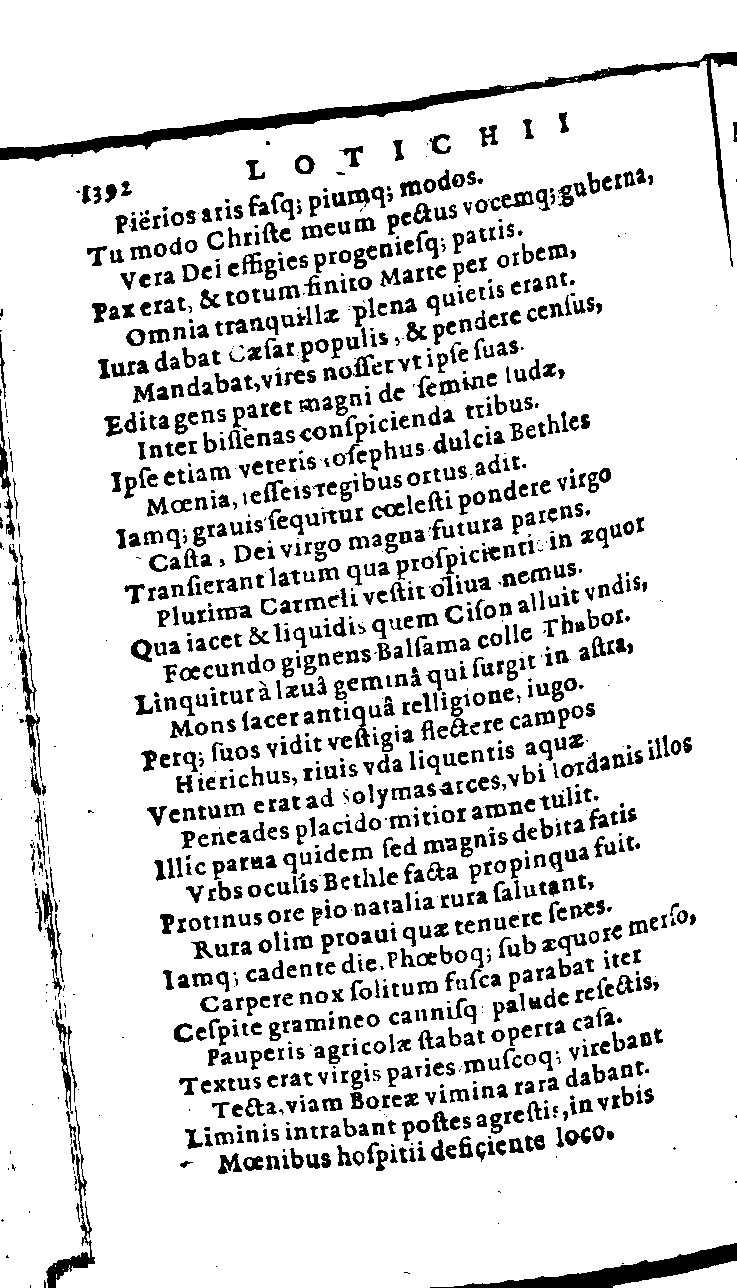 1392 LOTICHII
Piërios aris faſq; piumq; modos.
Tu modo Chriſte meum pectus vocemq; guberna,
Vera Dei effigies progenieſq; patris.
Pax erat, & totum finito Marte per orbem,
Omnia tranquillæ plena quietis erant.
Iura dabat Cæſar populis, & pendere cenſus,
Mandabat, vires noſſet vt ipſe ſuas.
Edita gens paret magni de ſemine Iudæ,
Inter biſſenas conſpicienda tribus.
Ipſe etiam veteris Ioſephus dulcia Bethles
Mœnia, Ieſſeis regibus ortus adit.
Iamq; grauis ſequitur cœleſti pondere virgo
Caſta, Dei virgo magna futura parens.
Tranſierant latum qua proſpicientis in æquor
Plurima Carmeli veſtit oliua nemus.
Qua iacet & liquidis quem Ciſon alluit vndis,
Fœcundo gignens Balſama colle Thabor.
Linquitur à læuâ geminâ qui ſurgit in aſtra,
Mons ſacer antiquâ relligione, iugo.
Perq; ſuos vidit veſtigia flectere campos
Hierichus, riuis vda liquentis aquæ.
Ventum erat ad Solymas arces, vbi Iordanis illos
Peneades placido mitior amne tulit.
Illic parua quidem ſed magnis debita fatis
Vrbs oculis Bethle facta propinqua fuit.
Protinus ore pio natalia rura ſalutant,
Rura olim proaui quæ tenuere ſenes.
Iamq; cadente die, Phœboq; ſub æquore merſo,
Carpere nox ſolitum fuſca parabat iter
Ceſpite gramineo canniſq; palude reſectis,
Pauperis agricolæ ſtabat operta caſa.
Textus erat virgis paries muſcoq; virebant
Tecta, viam Boreæ vimina rara dabant.
Liminis intrabant poſtes agreſtis, in vrbis
Mœnibus hoſpitii deficiente loco.